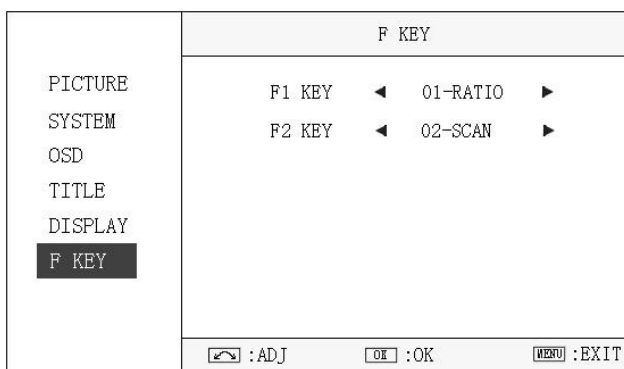 F KEY
PICTURE
SYSTEM
OSD
TITLE
DISPLAY
F KEY
F1 KEY ◀ 01-RATIO ▶
F2 KEY ◀ 02-SCAN ▶
:ADJ OK :OK MENU :EXIT